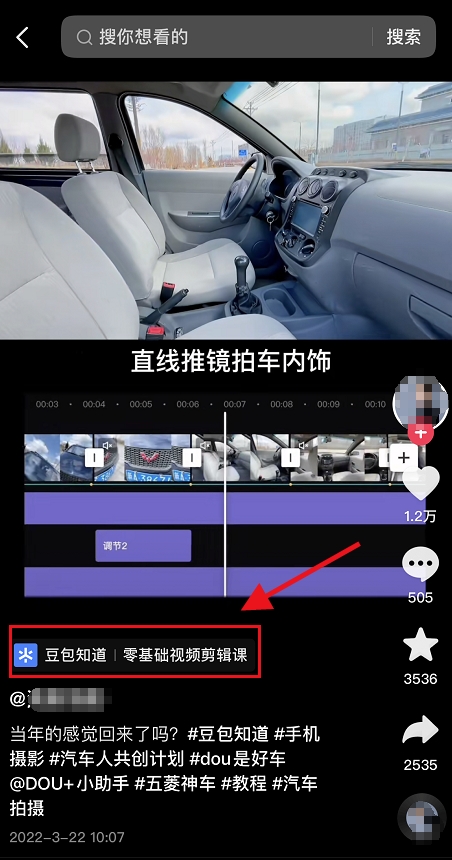 搜你想看的 搜索
直线推镜拍车内饰
00:03 00:04 00:05 00:06 00:07 00:08 00:09 00:10
调节2
1.2万
505
豆包知道 | 零基础视频剪辑课
3536
@
当年的感觉回来了吗? #豆包知道 #手机
摄影 #汽车人共创计划 #dou是好车
@DOU+小助手 #五菱神车 #教程 #汽车
拍摄
2535
2022-3-22 10:07